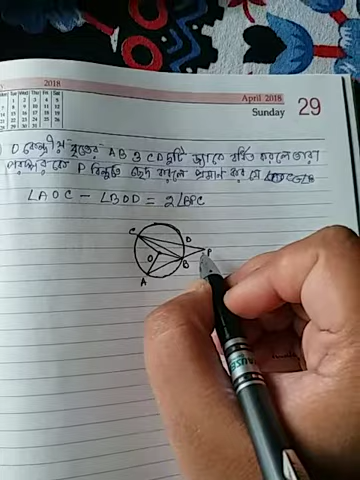 2018
April 2018
Sunday 29
O কেন্দ্রীয় বৃত্তের AB ও CD দুটি জ্যাকে বর্ধিত করলে তারা
পরস্পরকে P বিন্দুতে ছেদ করলে প্রমাণ কর যে
∠AOC - ∠BOD = 2∠BPC
C
D
O
P
B
A